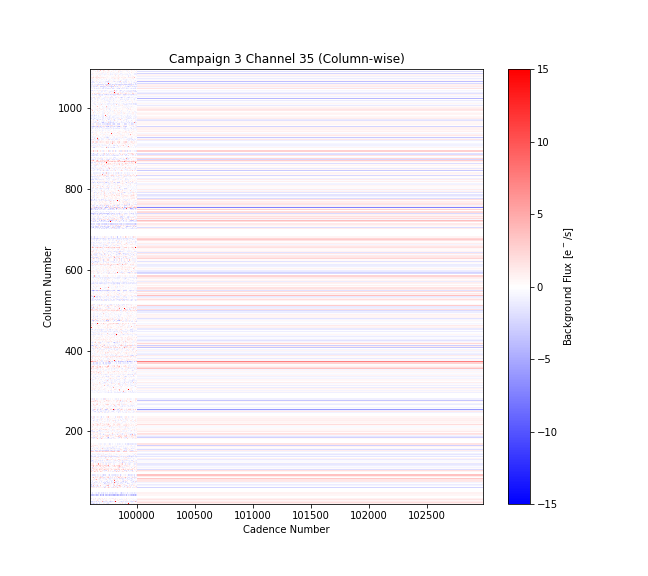 Campaign 3 Channel 35 (Column-wise)
Column Number
1000
800
600
400
200
100000 100500 101000 101500 102000 102500
Cadence Number
15
10
5
0
−5
−10
−15
Background Flux [e⁻/s]